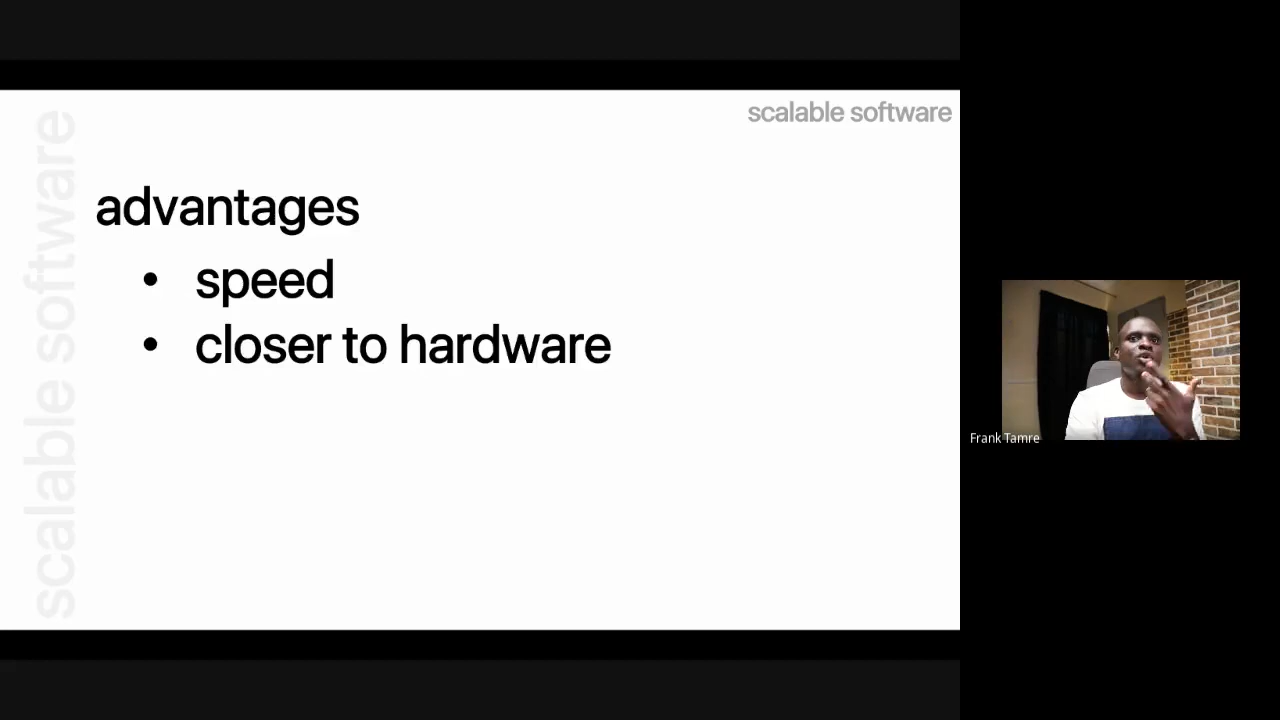 scalable software
scalable software
advantages
• speed
• closer to hardware
Frank Tamre